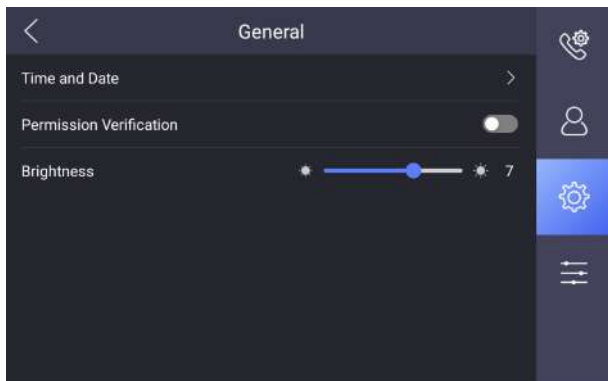 General
Time and Date
Permission Verification
Brightness 7